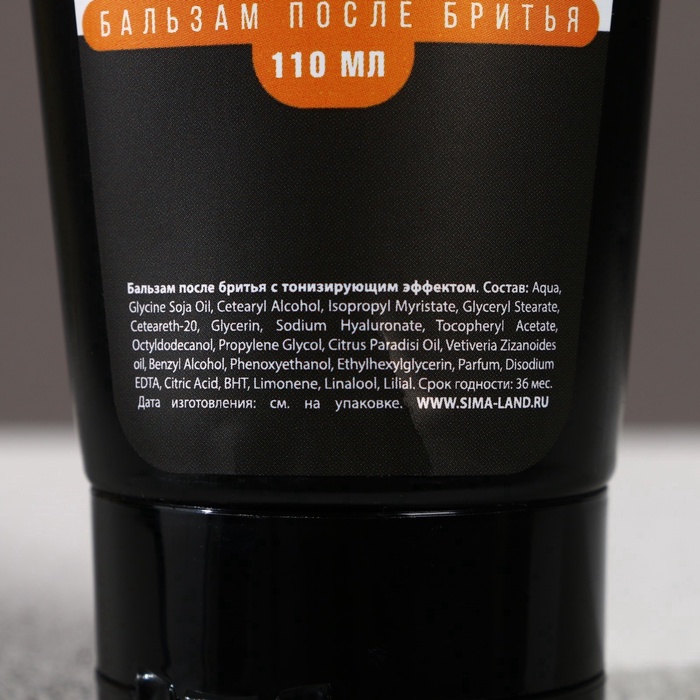 БАЛЬЗАМ ПОСЛЕ БРИТЬЯ
110 МЛ
Бальзам после бритья с тонизирующим эффектом. Состав: Aqua,
Glycine Soja Oil, Cetearyl Alcohol, Isopropyl Myristate, Glyceryl Stearate,
Ceteareth-20, Glycerin, Sodium Hyaluronate, Tocopheryl Acetate,
Octyldodecanol, Propylene Glycol, Citrus Paradisi Oil, Vetiveria Zizanoides
oil, Benzyl Alcohol, Phenoxyethanol, Ethylhexylglycerin, Parfum, Disodium
EDTA, Citric Acid, BHT, Limonene, Linalool, Lilial. Срок годности: 36 мес.
Дата изготовления: см. на упаковке. WWW.SIMA-LAND.RU